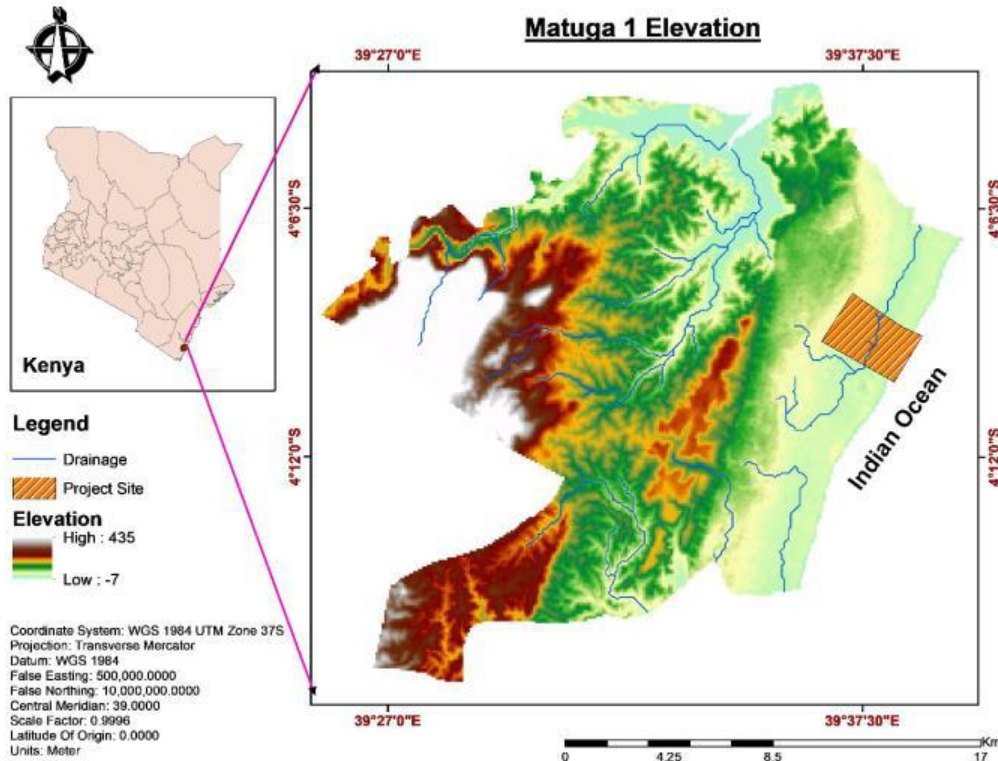 Matuga 1 Elevation
39°27'0"E
39°37'30"E
4°6'30"S
4°6'30"S
Kenya
Legend
Drainage
Project Site
Elevation
High : 435
Low : -7
4°12'0"S
4°12'0"S
Indian Ocean
Coordinate System: WGS 1984 UTM Zone 37S
Projection: Transverse Mercator
Datum: WGS 1984
False Easting: 500,000.0000
False Northing: 10,000,000.0000
Central Meridian: 39.0000
Scale Factor: 0.9996
Latitude Of Origin: 0.0000
Units: Meter
39°27'0"E
39°37'30"E
Km
0 4.25 8.5 17